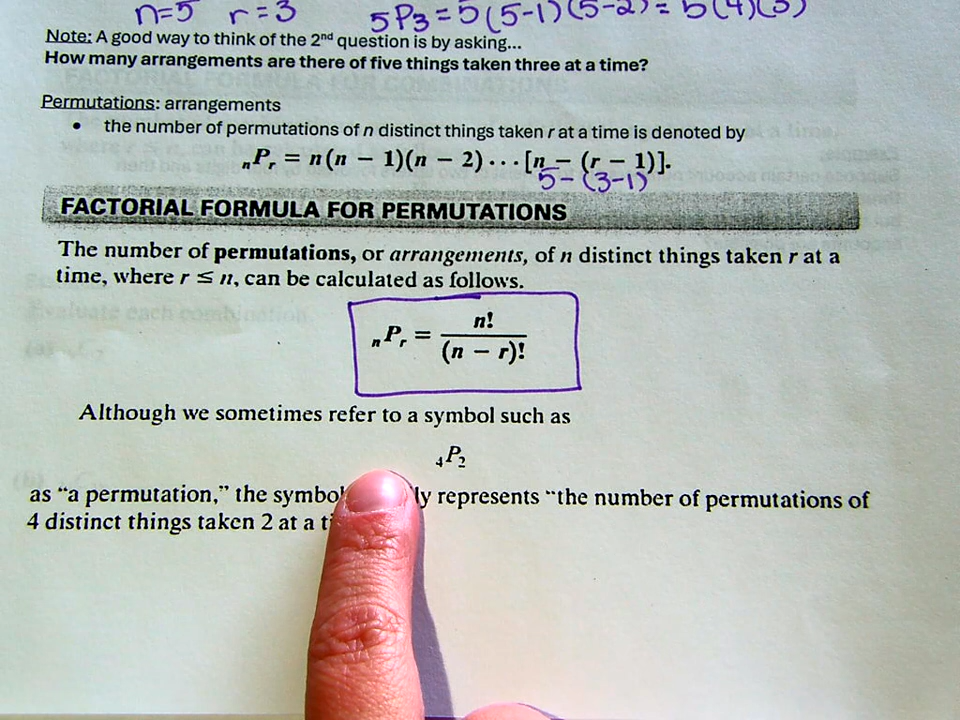 n=5 r=3 5P3=5(5-1)(5-2)=5(4)(3)
Note: A good way to think of the 2nd question is by asking...
How many arrangements are there of five things taken three at a time?
Permutations: arrangements
• the number of permutations of n distinct things taken r at a time is denoted by
nPr = n(n − 1)(n − 2) · · · [n − (r − 1)].
5-(3-1)
FACTORIAL FORMULA FOR PERMUTATIONS
The number of permutations, or arrangements, of n distinct things taken r at a
time, where r ≤ n, can be calculated as follows.
nPr = n! / (n − r)!
Although we sometimes refer to a symbol such as
4P2
as “a permutation,” the symbol represents “the number of permutations of
4 distinct things taken 2 at a